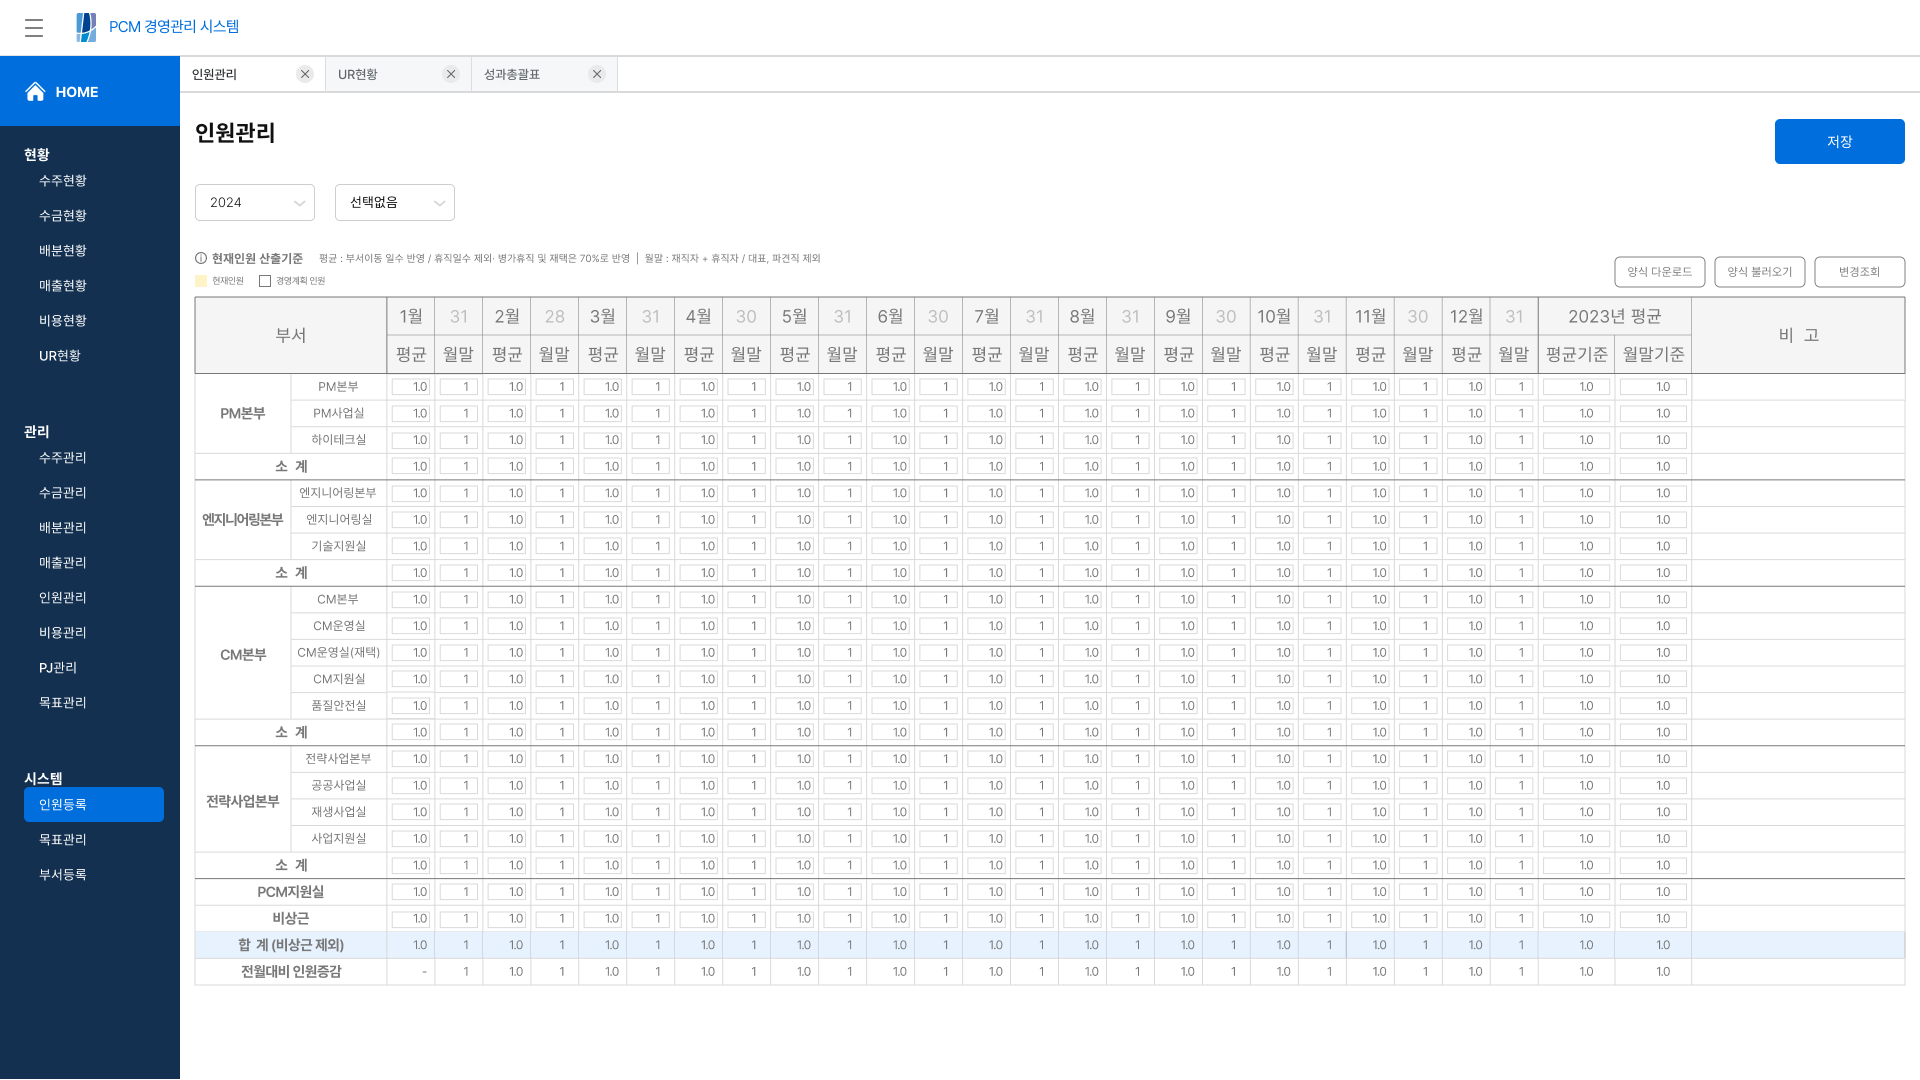 PCM 경영관리 시스템
인원관리
UR현황
성과총괄표
HOME
현황
수주현황
수금현황
배분현황
매출현황
비용현황
UR현황
관리
수주관리
수금관리
배분관리
매출관리
인원관리
비용관리
PJ관리
목표관리
시스템
인원등록
목표관리
부서등록
인원관리
저장
2024 선택없음
현재인원 산출기준 평균 : 부서이동 일수 반영 / 휴직일수 제외· 병가휴직 및 재택은 70%로 반영 | 월말 : 재직자 + 휴직자 / 대표, 파견직 제외
현재인원 경영계획 인원
양식 다운로드 양식 불러오기 변경조회
부서 1월 31 2월 28 3월 31 4월 30 5월 31 6월 30 7월 31 8월 31 9월 30 10월 31 11월 30 12월 31 2023년 평균 비 고
평균 월말 평균 월말 평균 월말 평균 월말 평균 월말 평균 월말 평균 월말 평균 월말 평균 월말 평균 월말 평균 월말 평균 월말 평균기준 월말기준
PM본부
PM본부 1.0 1 1.0 1 1.0 1 1.0 1 1.0 1 1.0 1 1.0 1 1.0 1 1.0 1 1.0 1 1.0 1 1.0 1 1.0 1.0
PM사업실 1.0 1 1.0 1 1.0 1 1.0 1 1.0 1 1.0 1 1.0 1 1.0 1 1.0 1 1.0 1 1.0 1 1.0 1 1.0 1.0
하이테크실 1.0 1 1.0 1 1.0 1 1.0 1 1.0 1 1.0 1 1.0 1 1.0 1 1.0 1 1.0 1 1.0 1 1.0 1 1.0 1.0
소 계 1.0 1 1.0 1 1.0 1 1.0 1 1.0 1 1.0 1 1.0 1 1.0 1 1.0 1 1.0 1 1.0 1 1.0 1 1.0 1.0
엔지니어링본부
엔지니어링본부 1.0 1 1.0 1 1.0 1 1.0 1 1.0 1 1.0 1 1.0 1 1.0 1 1.0 1 1.0 1 1.0 1 1.0 1 1.0 1.0
엔지니어링실 1.0 1 1.0 1 1.0 1 1.0 1 1.0 1 1.0 1 1.0 1 1.0 1 1.0 1 1.0 1 1.0 1 1.0 1 1.0 1.0
기술지원실 1.0 1 1.0 1 1.0 1 1.0 1 1.0 1 1.0 1 1.0 1 1.0 1 1.0 1 1.0 1 1.0 1 1.0 1 1.0 1.0
소 계 1.0 1 1.0 1 1.0 1 1.0 1 1.0 1 1.0 1 1.0 1 1.0 1 1.0 1 1.0 1 1.0 1 1.0 1 1.0 1.0
CM본부
CM본부 1.0 1 1.0 1 1.0 1 1.0 1 1.0 1 1.0 1 1.0 1 1.0 1 1.0 1 1.0 1 1.0 1 1.0 1 1.0 1.0
CM운영실 1.0 1 1.0 1 1.0 1 1.0 1 1.0 1 1.0 1 1.0 1 1.0 1 1.0 1 1.0 1 1.0 1 1.0 1 1.0 1.0
CM운영실(재택) 1.0 1 1.0 1 1.0 1 1.0 1 1.0 1 1.0 1 1.0 1 1.0 1 1.0 1 1.0 1 1.0 1 1.0 1 1.0 1.0
CM지원실 1.0 1 1.0 1 1.0 1 1.0 1 1.0 1 1.0 1 1.0 1 1.0 1 1.0 1 1.0 1 1.0 1 1.0 1 1.0 1.0
품질안전실 1.0 1 1.0 1 1.0 1 1.0 1 1.0 1 1.0 1 1.0 1 1.0 1 1.0 1 1.0 1 1.0 1 1.0 1 1.0 1.0
소 계 1.0 1 1.0 1 1.0 1 1.0 1 1.0 1 1.0 1 1.0 1 1.0 1 1.0 1 1.0 1 1.0 1 1.0 1 1.0 1.0
전략사업본부
전략사업본부 1.0 1 1.0 1 1.0 1 1.0 1 1.0 1 1.0 1 1.0 1 1.0 1 1.0 1 1.0 1 1.0 1 1.0 1 1.0 1.0
공공사업실 1.0 1 1.0 1 1.0 1 1.0 1 1.0 1 1.0 1 1.0 1 1.0 1 1.0 1 1.0 1 1.0 1 1.0 1 1.0 1.0
재생사업실 1.0 1 1.0 1 1.0 1 1.0 1 1.0 1 1.0 1 1.0 1 1.0 1 1.0 1 1.0 1 1.0 1 1.0 1 1.0 1.0
사업지원실 1.0 1 1.0 1 1.0 1 1.0 1 1.0 1 1.0 1 1.0 1 1.0 1 1.0 1 1.0 1 1.0 1 1.0 1 1.0 1.0
소 계 1.0 1 1.0 1 1.0 1 1.0 1 1.0 1 1.0 1 1.0 1 1.0 1 1.0 1 1.0 1 1.0 1 1.0 1 1.0 1.0
PCM지원실 1.0 1 1.0 1 1.0 1 1.0 1 1.0 1 1.0 1 1.0 1 1.0 1 1.0 1 1.0 1 1.0 1 1.0 1 1.0 1.0
비상근 1.0 1 1.0 1 1.0 1 1.0 1 1.0 1 1.0 1 1.0 1 1.0 1 1.0 1 1.0 1 1.0 1 1.0 1 1.0 1.0
합 계 (비상근 제외) 1.0 1 1.0 1 1.0 1 1.0 1 1.0 1 1.0 1 1.0 1 1.0 1 1.0 1 1.0 1 1.0 1 1.0 1 1.0 1.0
전월대비 인원증감 - 1 1.0 1 1.0 1 1.0 1 1.0 1 1.0 1 1.0 1 1.0 1 1.0 1 1.0 1 1.0 1 1.0 1 1.0 1.0